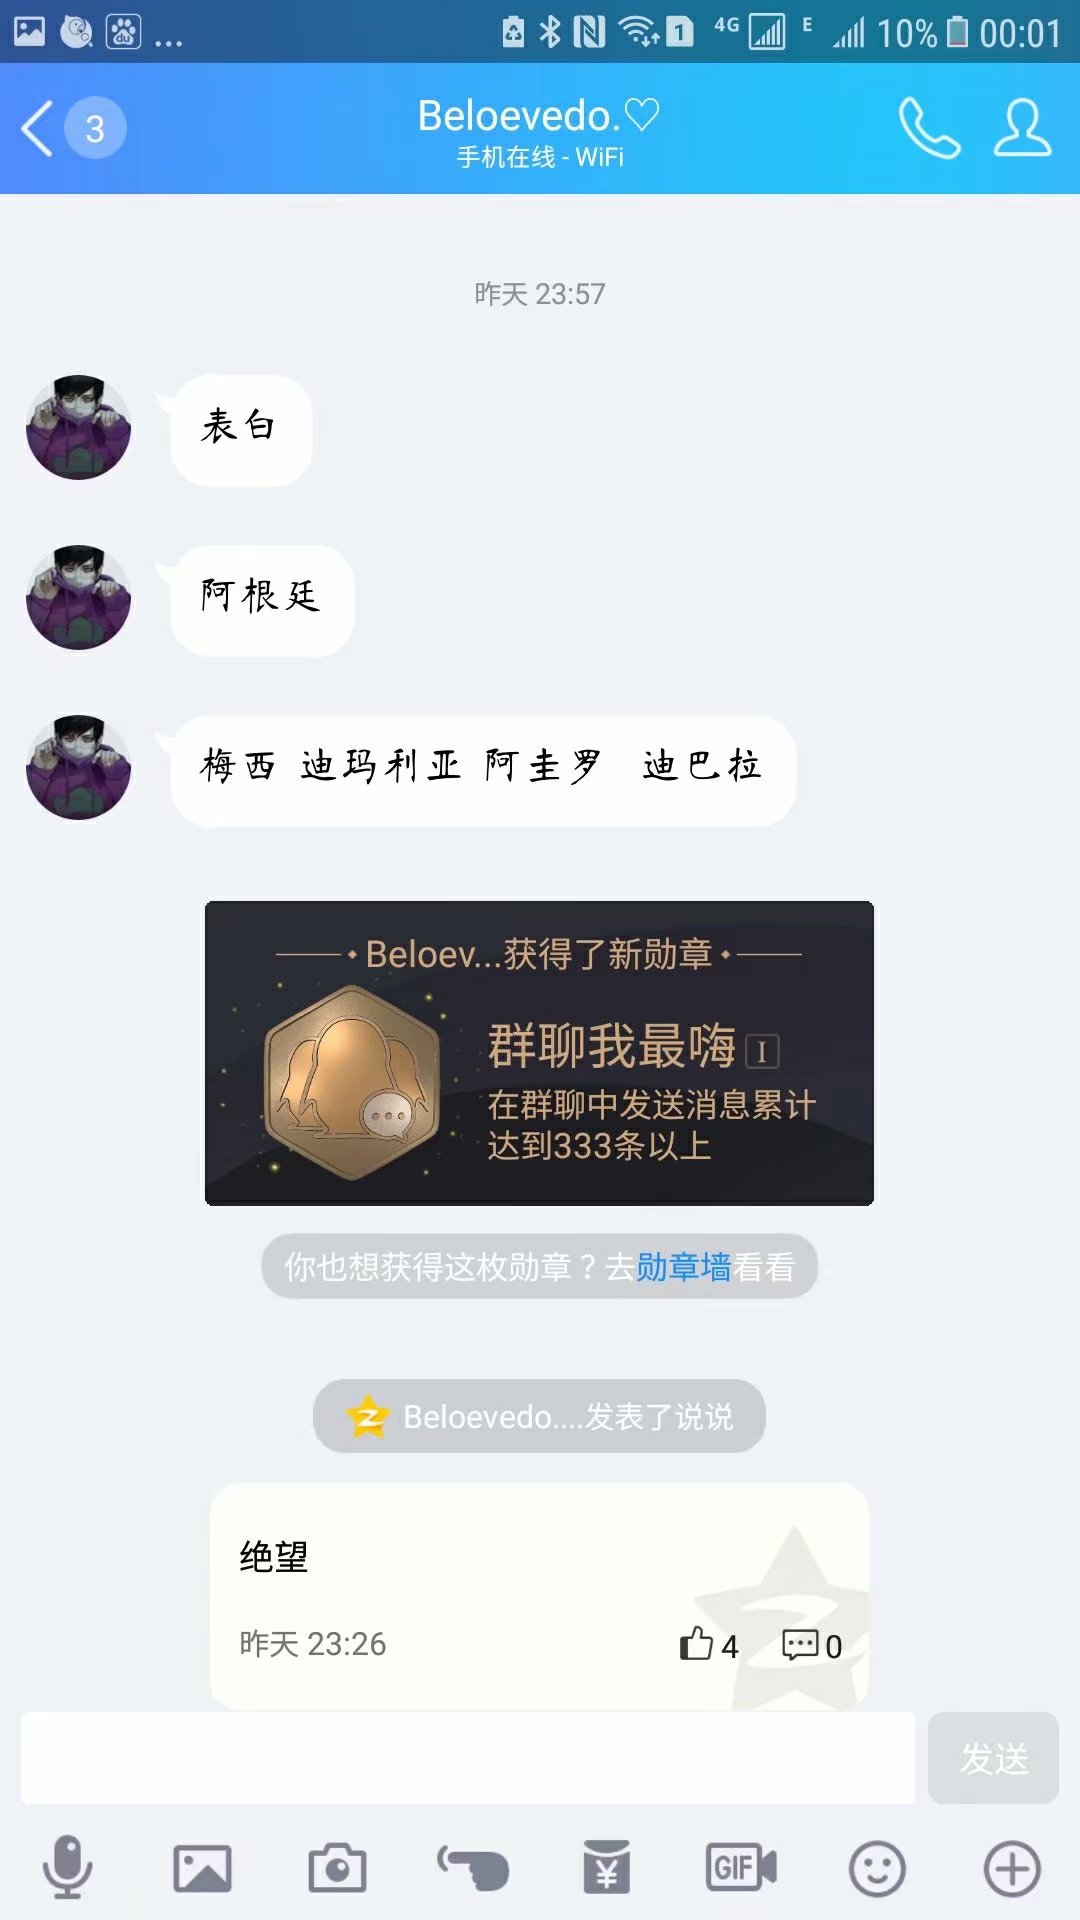 ... 1 4G E 10% 00:01
3 Beloevedo.♡
手机在线 - WiFi
昨天 23:57
表白
阿根廷
梅西 迪玛利亚 阿圭罗 迪巴拉
Beloev...获得了新勋章
群聊我最嗨 I
在群聊中发送消息累计
达到333条以上
你也想获得这枚勋章？去勋章墙看看
Beloevedo....发表了说说
绝望
昨天 23:26 4 0
发送
GIF